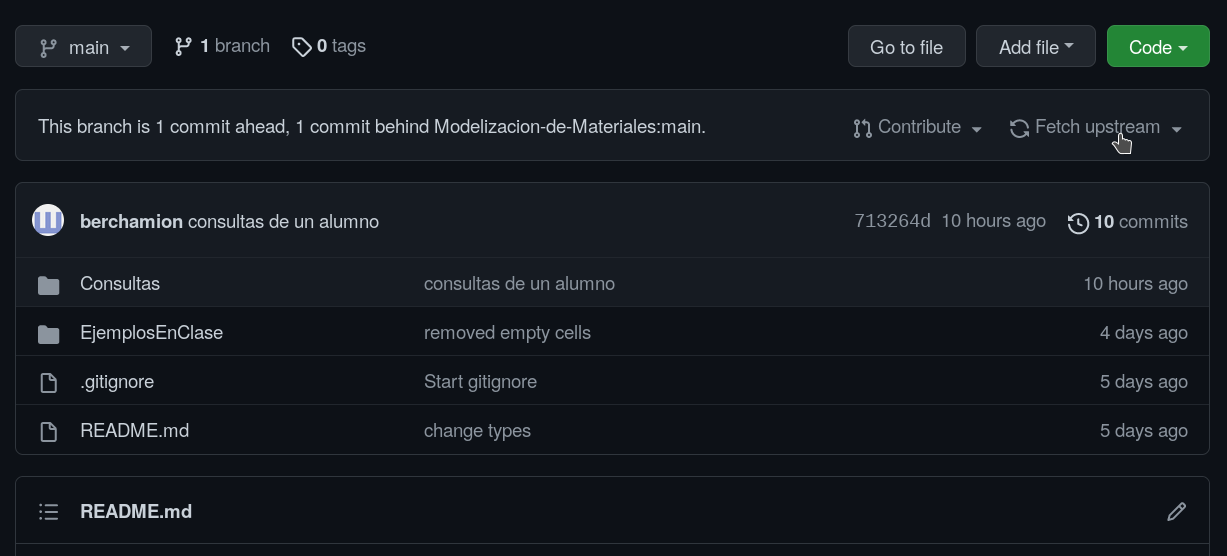 main 1 branch 0 tags Go to file Add file Code
This branch is 1 commit ahead, 1 commit behind Modelizacion-de-Materiales:main. Contribute Fetch upstream
berchamion consultas de un alumno 713264d 10 hours ago 10 commits
Consultas consultas de un alumno 10 hours ago
EjemplosEnClase removed empty cells 4 days ago
.gitignore Start gitignore 5 days ago
README.md change types 5 days ago
README.md